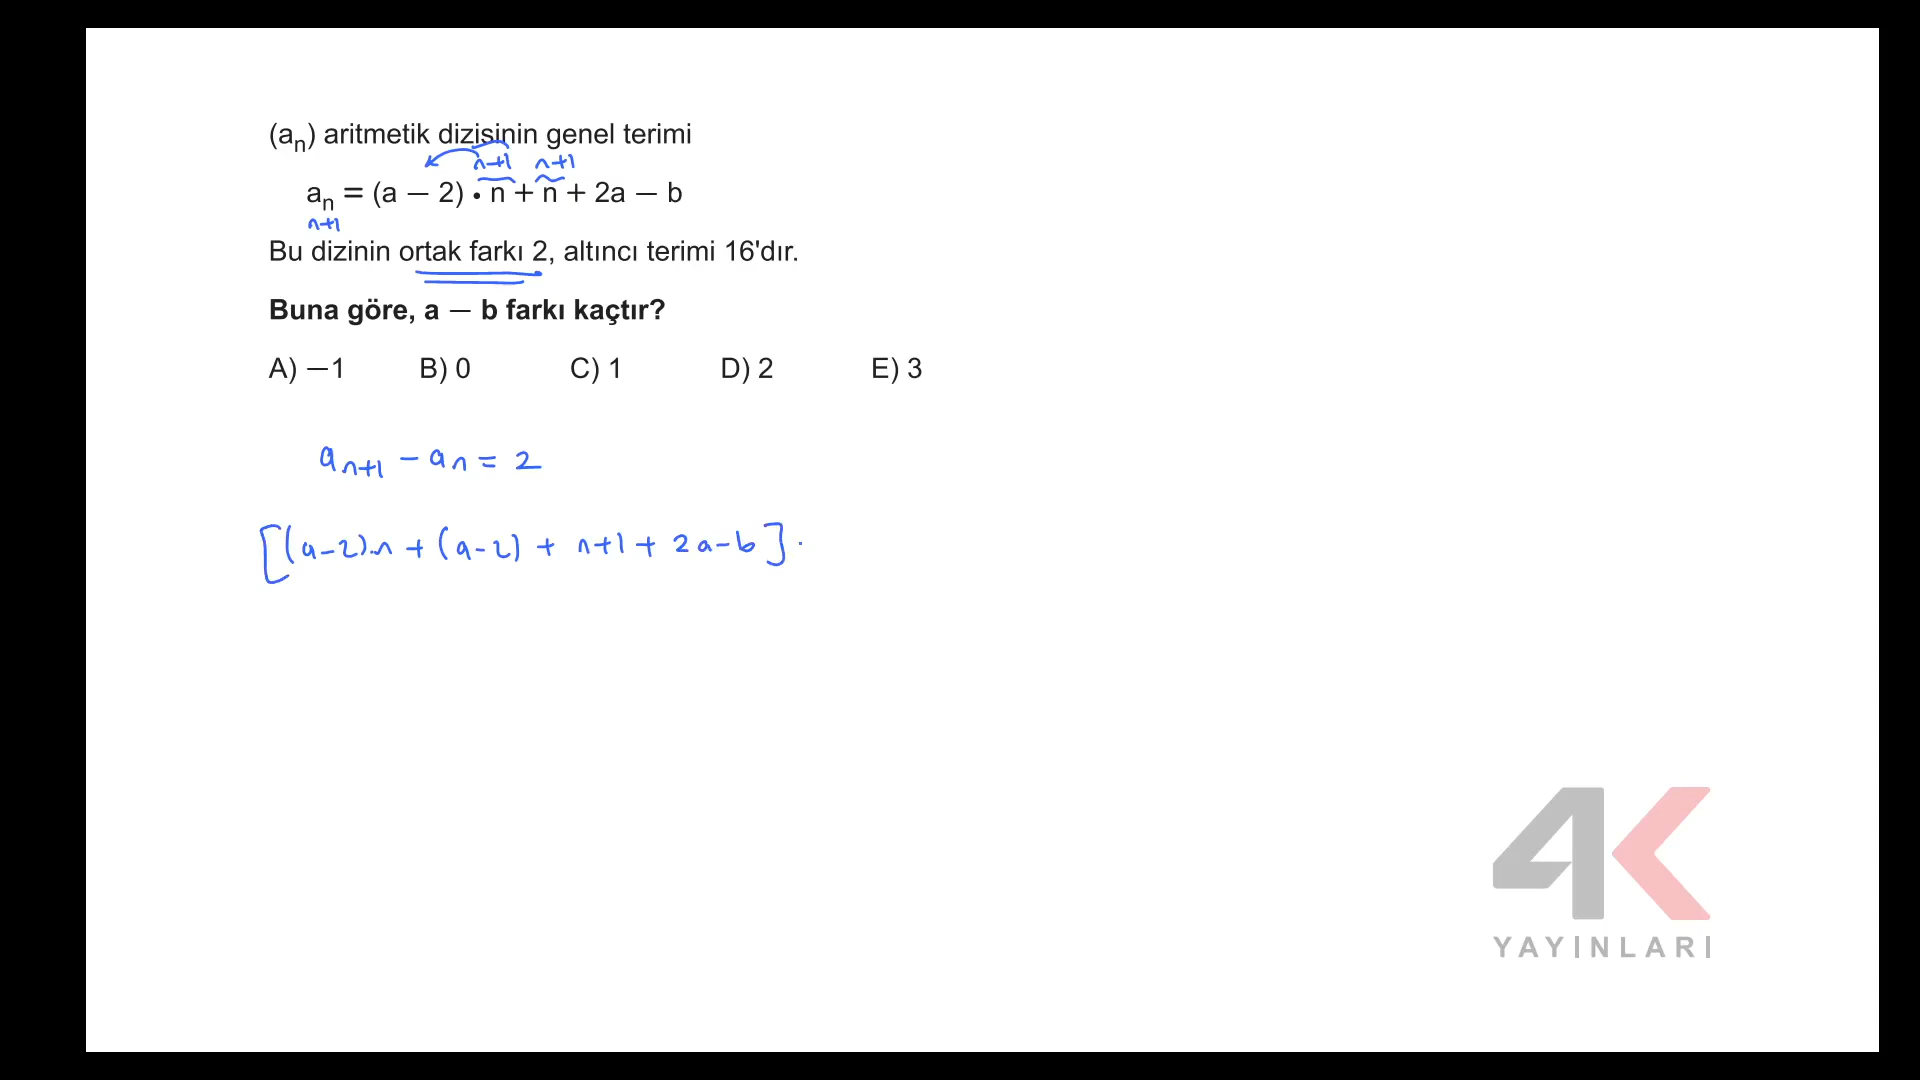 (aₙ) aritmetik dizisinin genel terimi
n+1 n+1
aₙ = (a — 2) • n + n + 2a — b
n+1
Bu dizinin ortak farkı 2, altıncı terimi 16'dır.
Buna göre, a — b farkı kaçtır?
A) —1 B) 0 C) 1 D) 2 E) 3
aₙ₊₁ - aₙ = 2
[(a-2).n + (a-2) + n+1 + 2a-b] .
4K
YAYINLARI